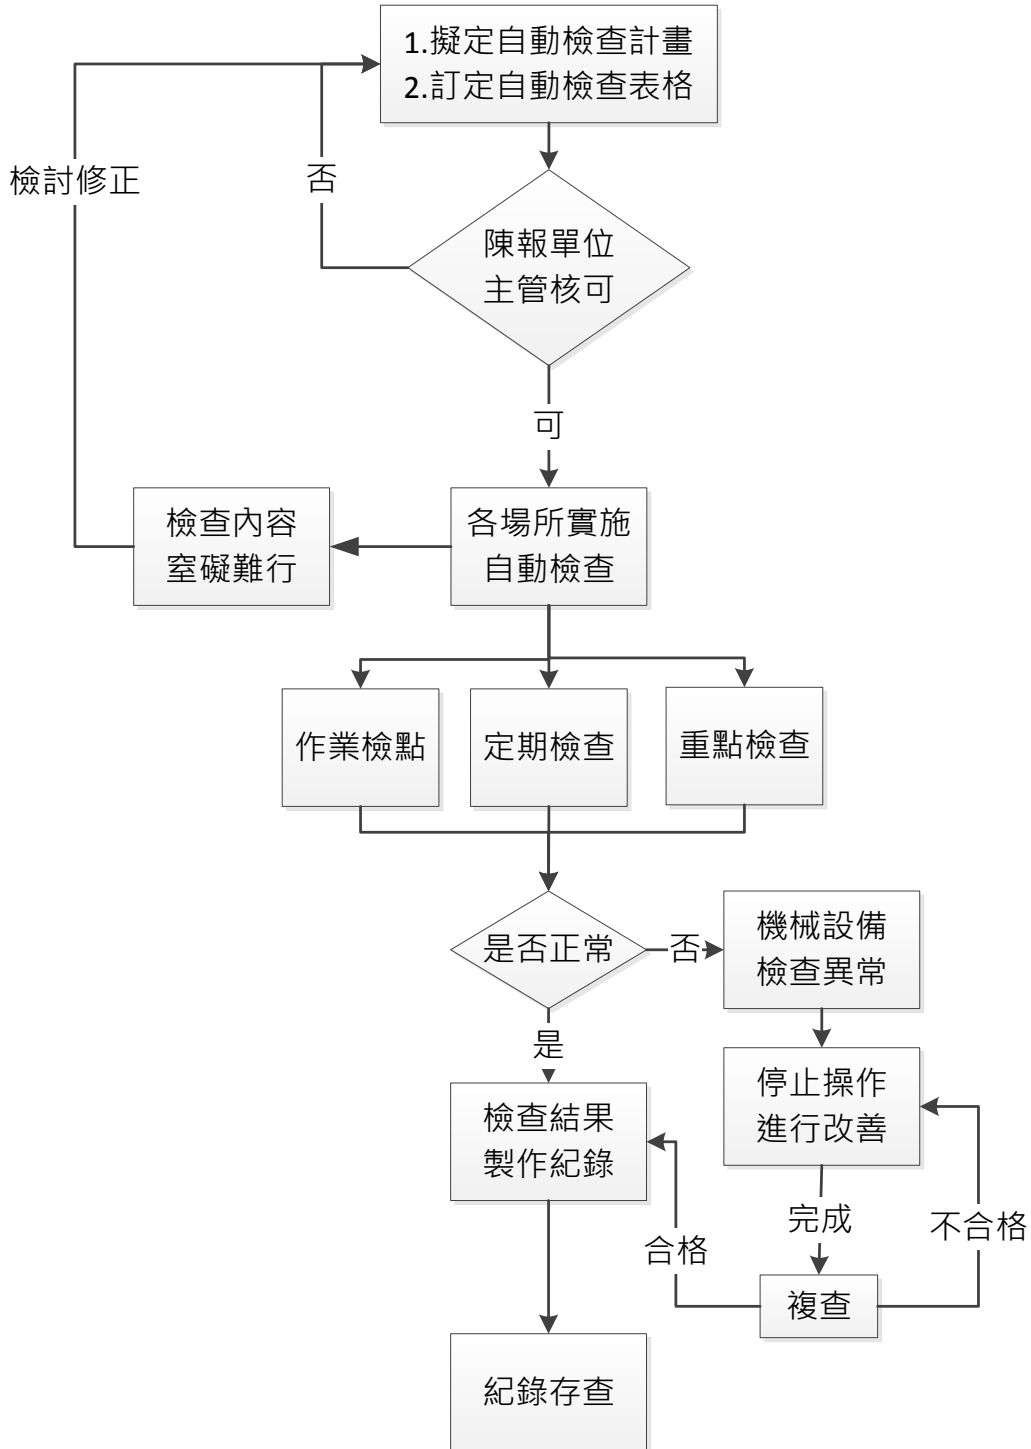 1.擬定自動檢查計畫
2.訂定自動檢查表格
檢討修正
否
陳報單位
主管核可
可
檢查內容
窒礙難行
各場所實施
自動檢查
作業檢點
定期檢查
重點檢查
是否正常
否
機械設備
檢查異常
是
停止操作
進行改善
檢查結果
製作紀錄
完成
不合格
合格
複查
紀錄存查